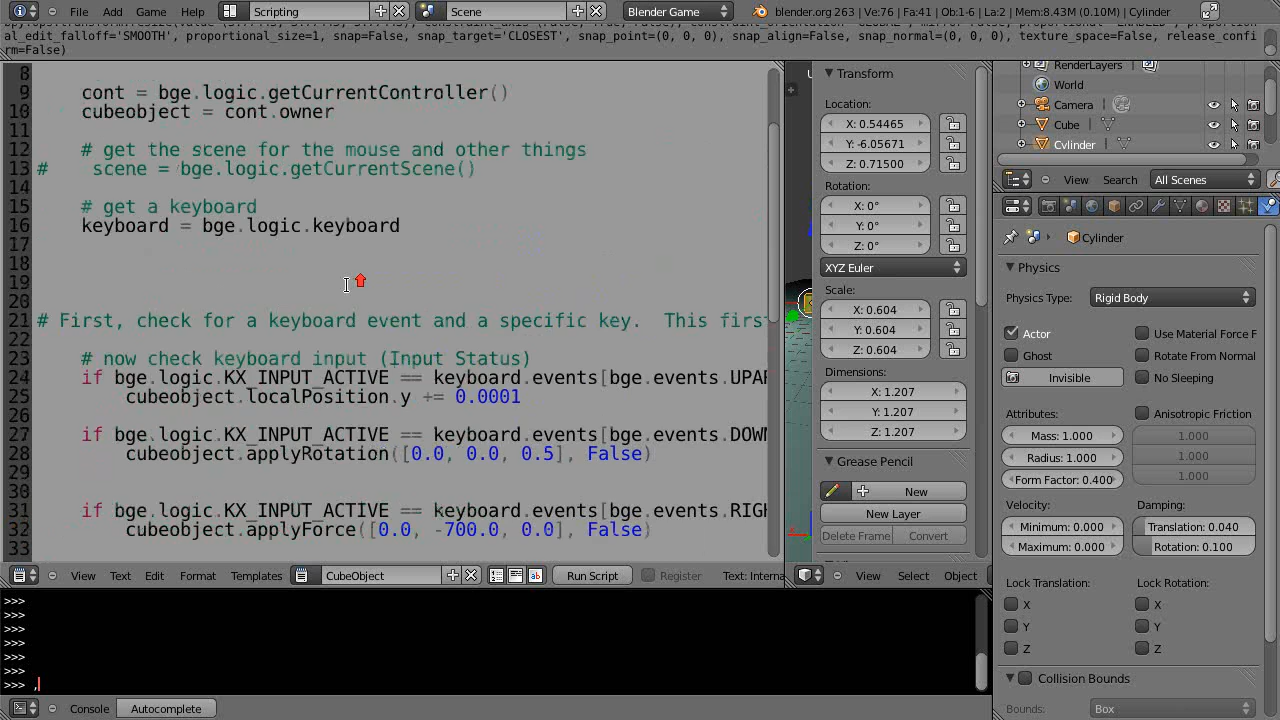 File Add Game Help Scripting Scene Blender Game blender.org 263 | Ve:76 | Fa:41 | Ob:1-6 | La:2 | Mem:8.43M (0.10M) | Cylinder
al_edit_falloff='SMOOTH', proportional_size=1, snap=False, snap_target='CLOSEST', snap_point=(0, 0, 0), snap_align=False, snap_normal=(0, 0, 0), texture_space=False, release_confi
rm=False)
8
9 cont = bge.logic.getCurrentController()
10 cubeobject = cont.owner
11
12 # get the scene for the mouse and other things
13 # scene = bge.logic.getCurrentScene()
14
15 # get a keyboard
16 keyboard = bge.logic.keyboard
17
18
19
20
21 # First, check for a keyboard event and a specific key. This firs
22
23 # now check keyboard input (Input Status)
24 if bge.logic.KX_INPUT_ACTIVE == keyboard.events[bge.events.UPAR
25 cubeobject.localPosition.y += 0.0001
26
27 if bge.logic.KX_INPUT_ACTIVE == keyboard.events[bge.events.DOWN
28 cubeobject.applyRotation([0.0, 0.0, 0.5], False)
29
30
31 if bge.logic.KX_INPUT_ACTIVE == keyboard.events[bge.events.RIGH
32 cubeobject.applyForce([0.0, -700.0, 0.0], False)
33
View Text Edit Format Templates CubeObject Run Script Register Text: Interna
>>>
>>>
>>>
>>>
>>>
>>>
>>> ,
Console Autocomplete
Transform
Location:
X: 0.54465
Y: -6.05671
Z: 0.71500
Rotation:
X: 0°
Y: 0°
Z: 0°
XYZ Euler
Scale:
X: 0.604
Y: 0.604
Z: 0.604
Dimensions:
X: 1.207
Y: 1.207
Z: 1.207
Grease Pencil
New
New Layer
Delete Frame Convert
View Select Object
RenderLayers
World
Camera
Cube
Cylinder
View Search All Scenes
Cylinder
Physics
Physics Type: Rigid Body
Actor Use Material Force F
Ghost Rotate From Normal
Invisible No Sleeping
Attributes: Anisotropic Friction
Mass: 1.000 1.000
Radius: 1.000 1.000
Form Factor: 0.400 1.000
Velocity: Damping:
Minimum: 0.000 Translation: 0.040
Maximum: 0.000 Rotation: 0.100
Lock Translation: Lock Rotation:
X X
Y Y
Z Z
Collision Bounds
Bounds: Box